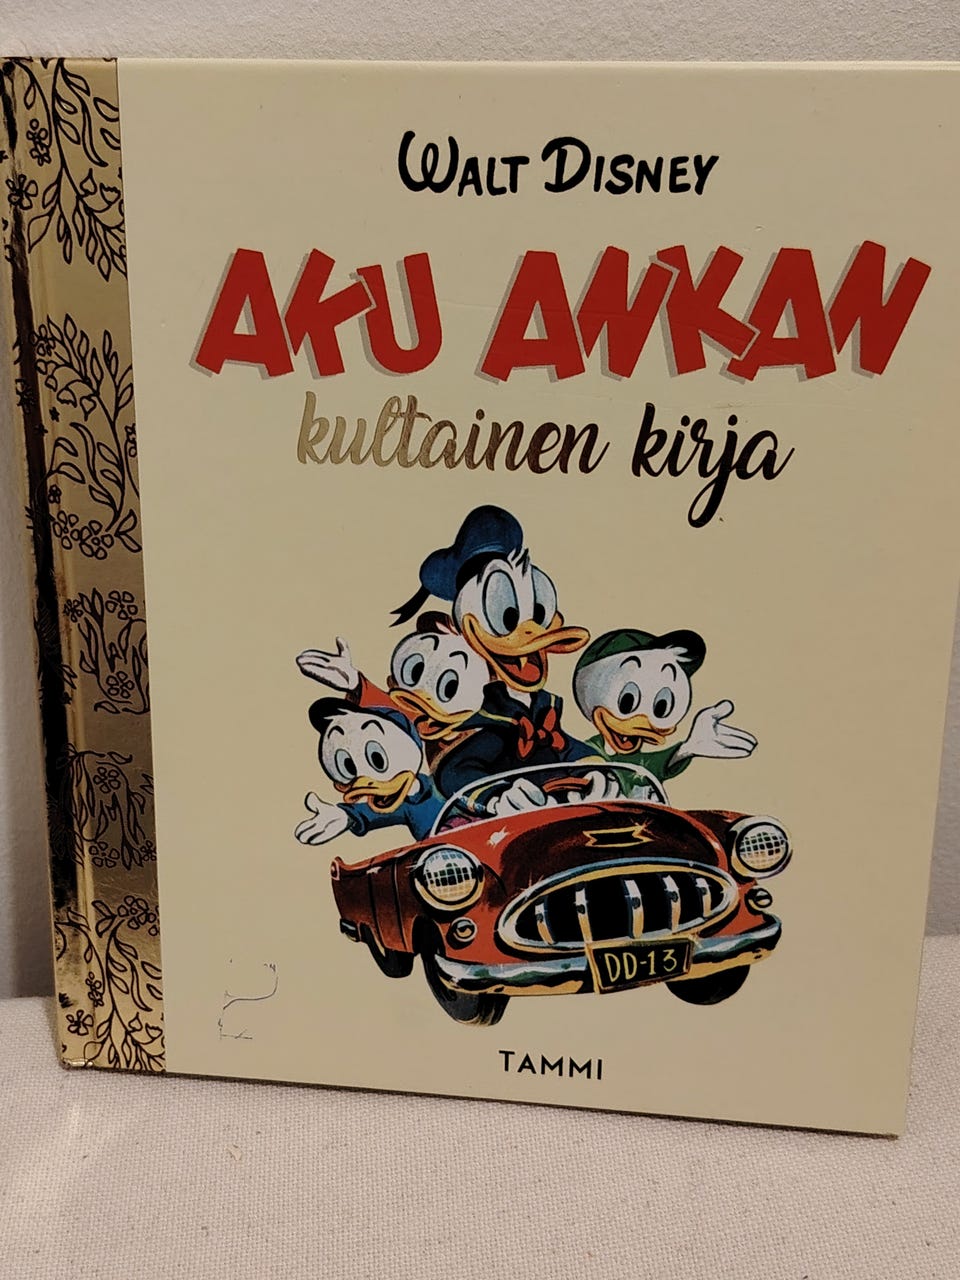 WALT DISNEY
AKU ANKAN
kultainen kirja
DD-13
TAMMI